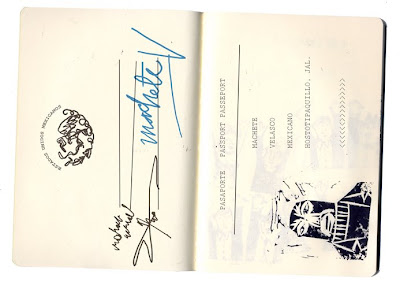 ESTADOS UNIDOS MEXICANOS
machete V
PASAPORTE PASSPORT PASSEPORT
MACHETE
VELASCO
MEXICANO
HOSTOTIPAQUILLO, JAL.